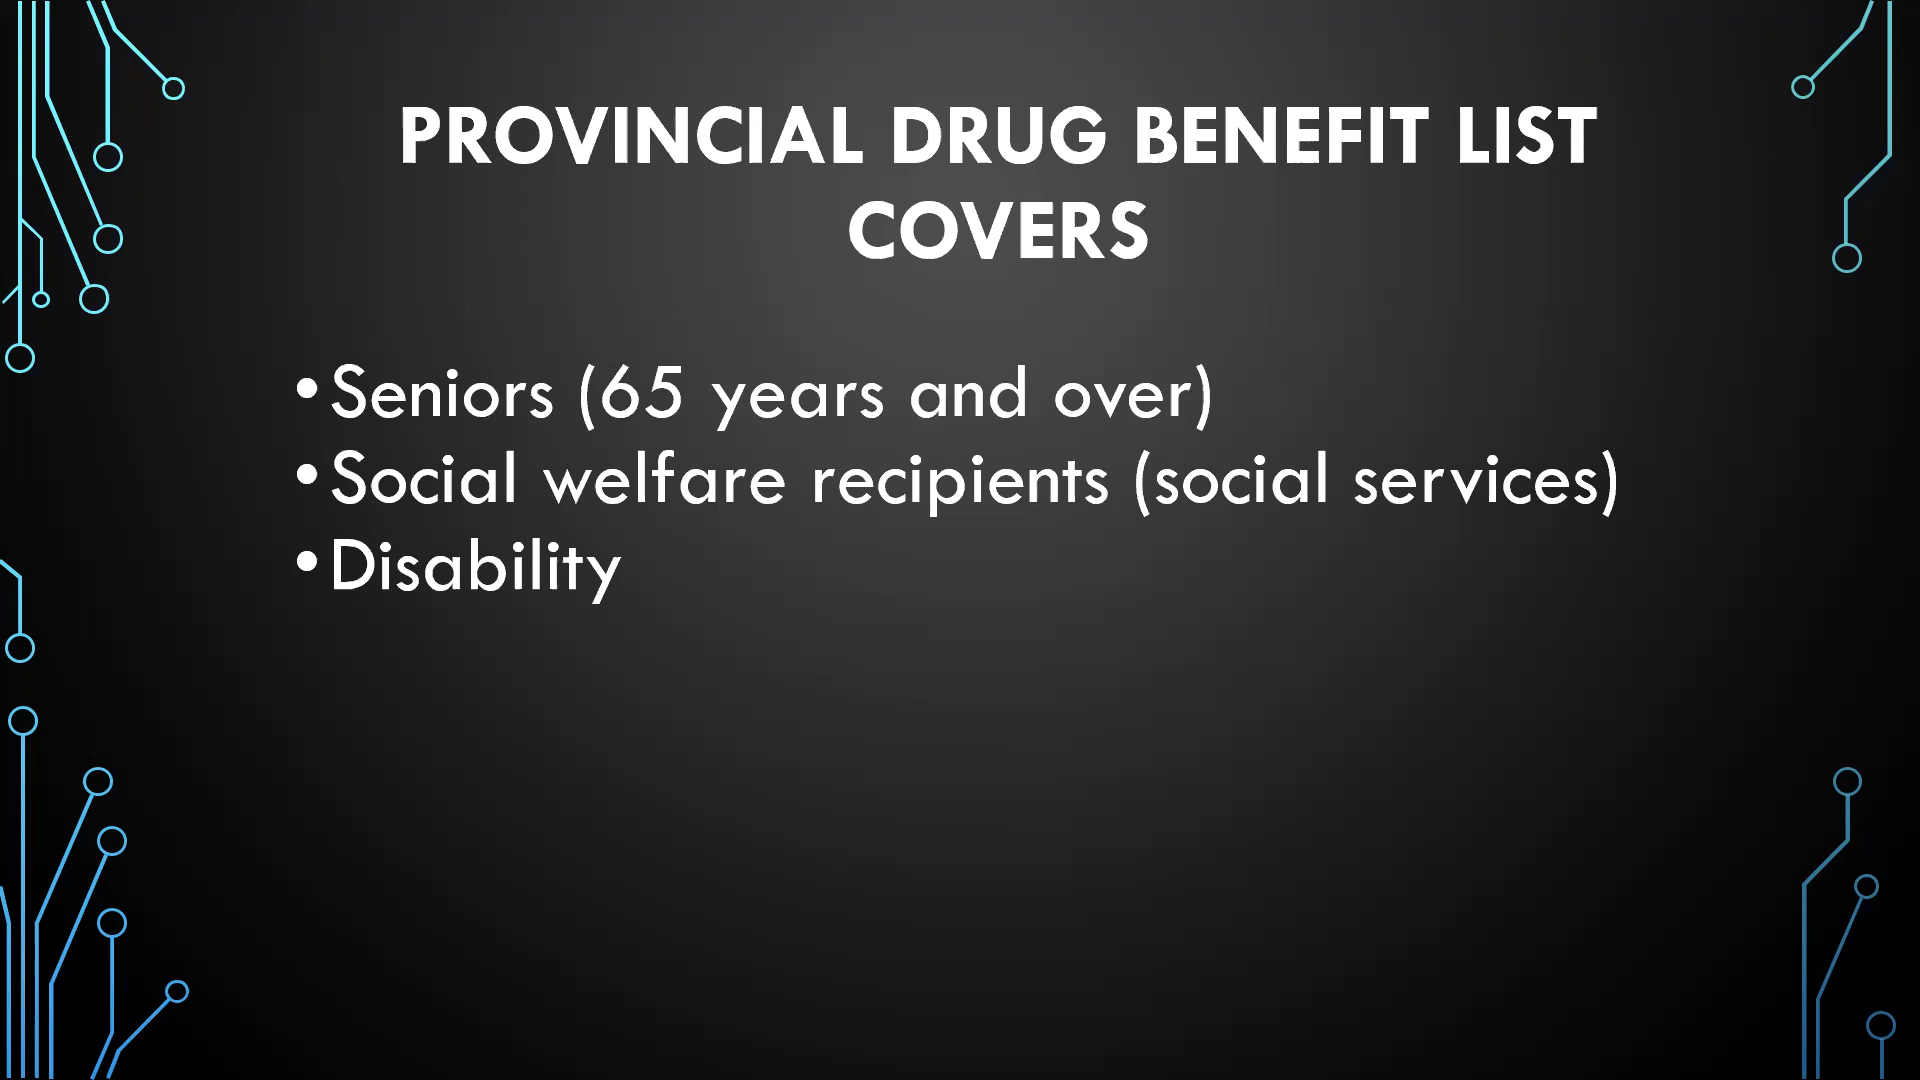 PROVINCIAL DRUG BENEFIT LIST
COVERS
•Seniors (65 years and over)
•Social welfare recipients (social services)
•Disability